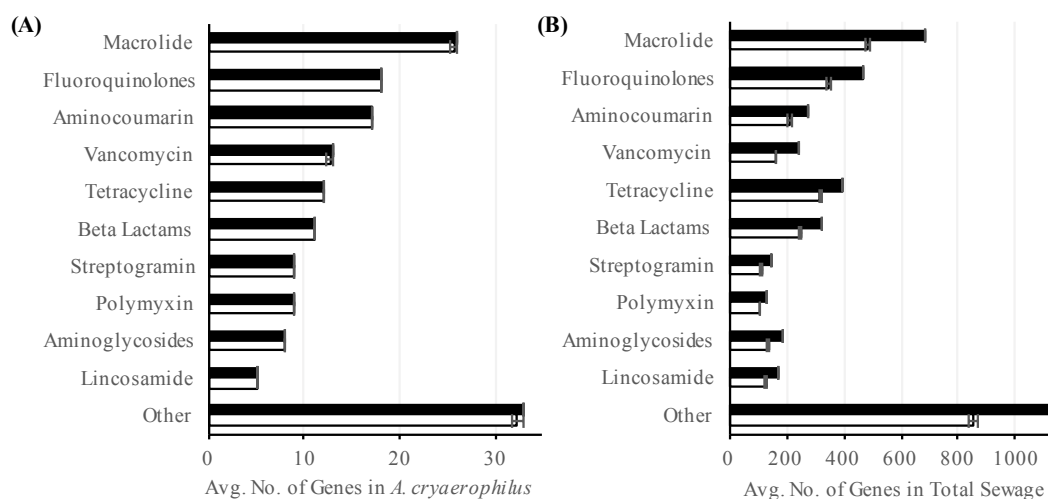 (A)
Macrolide
Fluoroquinolones
Aminocoumarin
Vancomycin
Tetracycline
Beta Lactams
Streptogramin
Polymyxin
Aminoglycosides
Lincosamide
Other
0 10 20 30
Avg. No. of Genes in A. cryaerophilus
(B)
Macrolide
Fluoroquinolones
Aminocoumarin
Vancomycin
Tetracycline
Beta Lactams
Streptogramin
Polymyxin
Aminoglycosides
Lincosamide
Other
0 200 400 600 800 1000
Avg. No. of Genes in Total Sewage